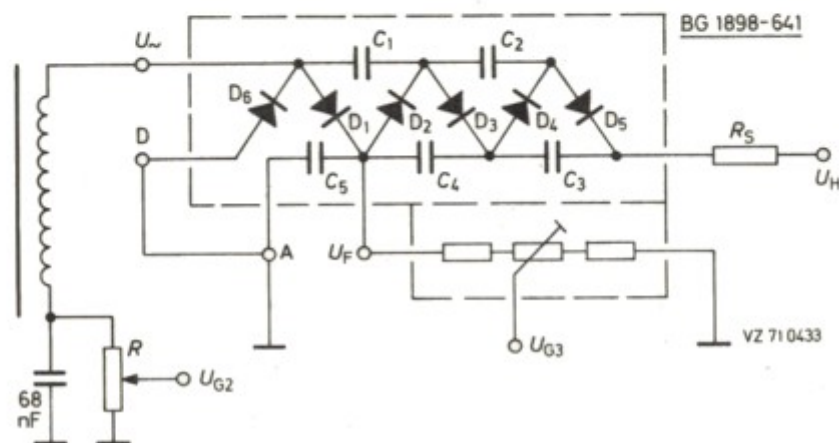 BG 1898-641
U~
C1
C2
D6
D1
D2
D3
D4
D5
D
RS
UH
C5
C4
C3
A
UF
R
UG2
UG3
VZ 710433
68
nF